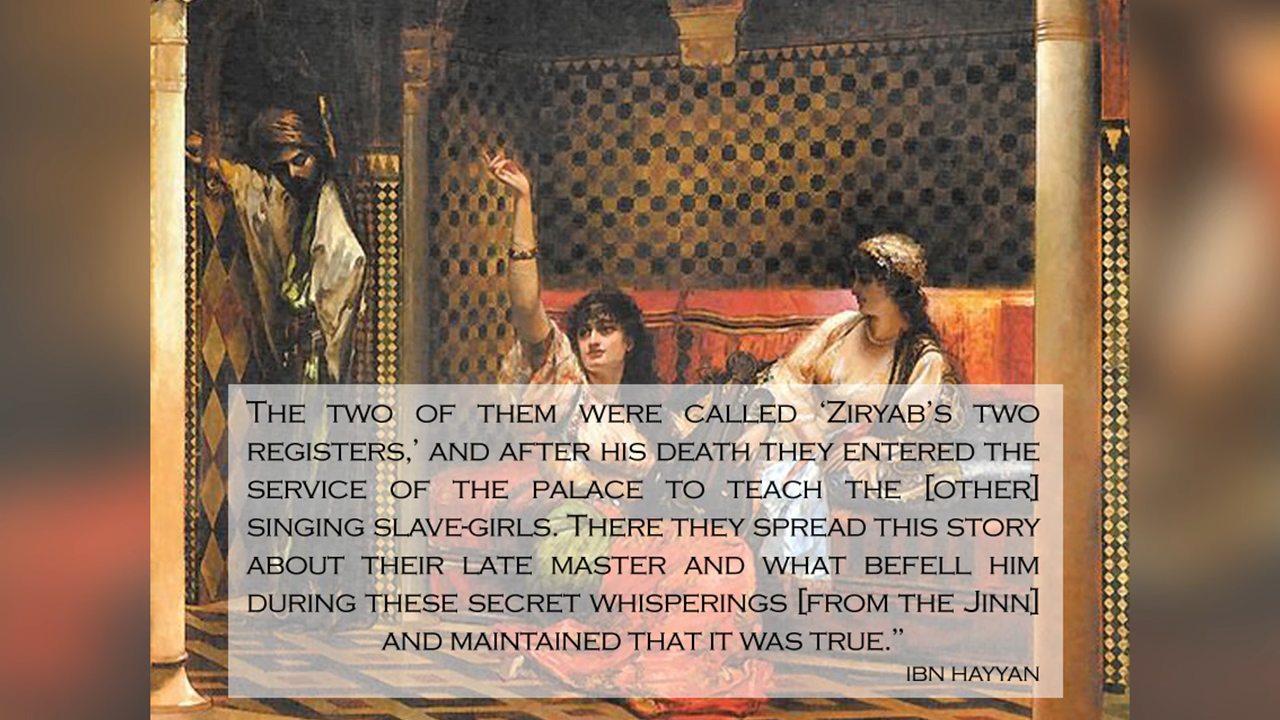 The two of them were called ‘Ziryab’s two
registers,’ and after his death they entered the
service of the palace to teach the [other]
singing slave-girls. There they spread this story
about their late master and what befell him
during these secret whisperings [from the Jinn]
and maintained that it was true.”
ibn Hayyan